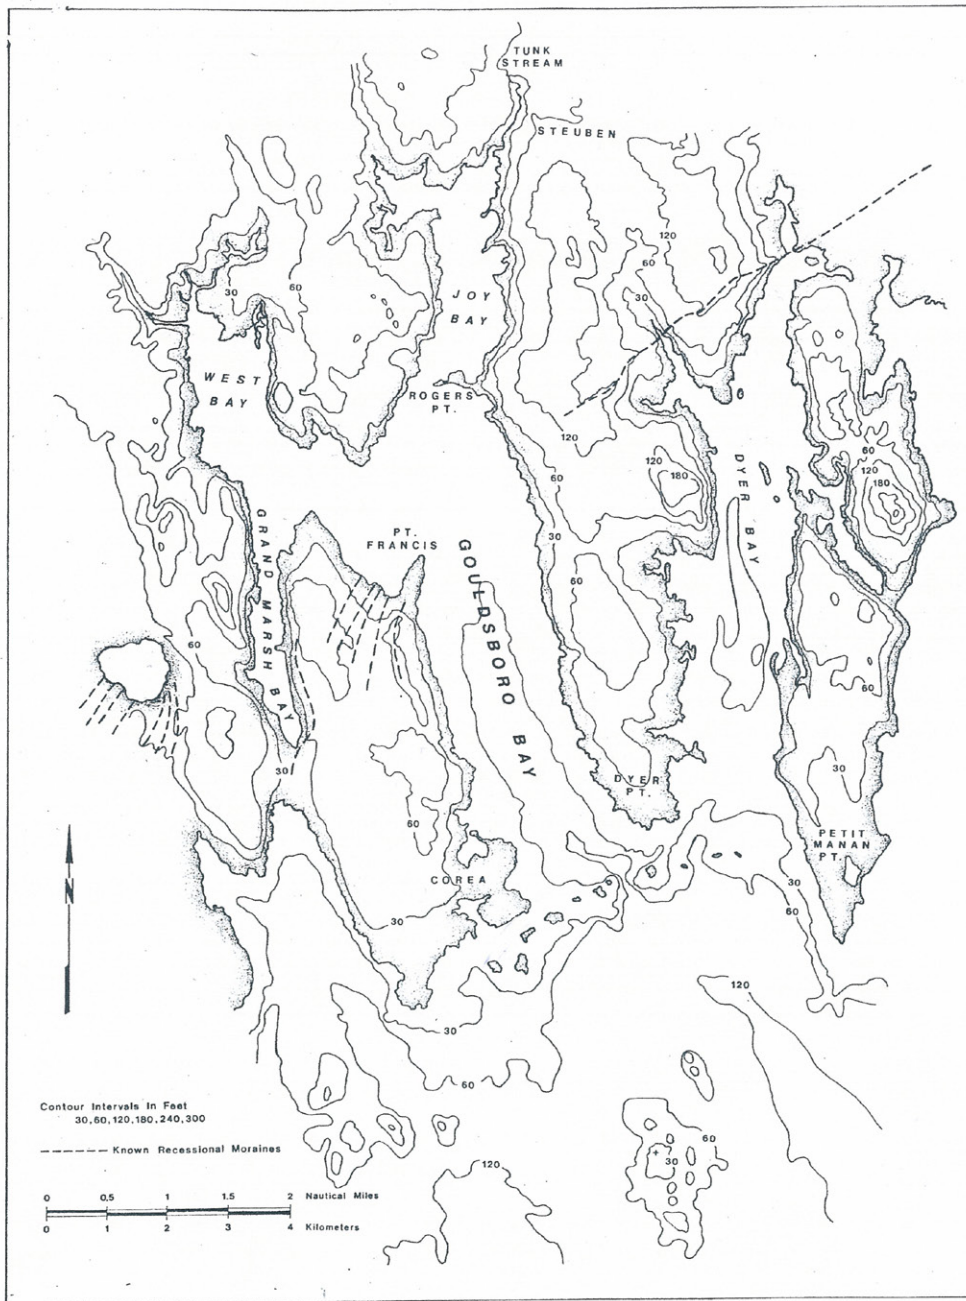 TUNK
STREAM
STEUBEN
120
60
30
30
60
JOY
BAY
WEST
BAY
ROGERS
PT.
120
60
120
180
60
120
180
DYER BAY
GRAND MARSH BAY
PT.
FRANCIS
GOULDSBORO BAY
30
60
60
60
30
60
30
DYER
PT.
PETIT
MANAN
PT.
COREA
30
60
30
N
120
30
60
60
30
120
Contour Intervals In Feet
30,60,120,180,240,300
Known Recessional Moraines
0 0.5 1 1.5 2 Nautical Miles
0 1 2 3 4 Kilometers